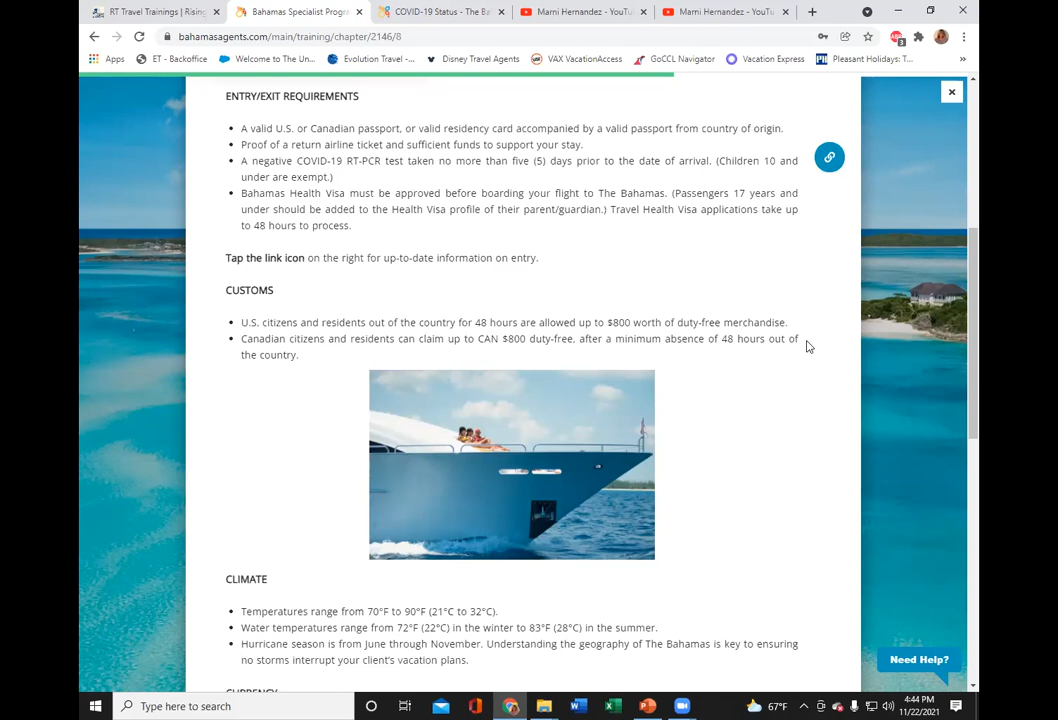 RT Travel Trainings | Rising
Bahamas Specialist Progra
COVID-19 Status - The Ba
Marni Hernandez - YouTu
Marni Hernandez - YouTu
bahamasagents.com/main/training/chapter/2146/8
Apps ET - Backoffice Welcome to The Un... Evolution Travel -... Disney Travel Agents VAX VacationAccess GoCCL Navigator Vacation Express Pleasant Holidays: T... »
ENTRY/EXIT REQUIREMENTS
A valid U.S. or Canadian passport, or valid residency card accompanied by a valid passport from country of origin.
Proof of a return airline ticket and sufficient funds to support your stay.
A negative COVID-19 RT-PCR test taken no more than five (5) days prior to the date of arrival. (Children 10 and
under are exempt.)
Bahamas Health Visa must be approved before boarding your flight to The Bahamas. (Passengers 17 years and
under should be added to the Health Visa profile of their parent/guardian.) Travel Health Visa applications take up
to 48 hours to process.
Tap the link icon on the right for up-to-date information on entry.
CUSTOMS
U.S. citizens and residents out of the country for 48 hours are allowed up to $800 worth of duty-free merchandise.
Canadian citizens and residents can claim up to CAN $800 duty-free, after a minimum absence of 48 hours out of
the country.
CLIMATE
Temperatures range from 70°F to 90°F (21°C to 32°C).
Water temperatures range from 72°F (22°C) in the winter to 83°F (28°C) in the summer.
Hurricane season is from June through November. Understanding the geography of The Bahamas is key to ensuring
no storms interrupt your client's vacation plans.
CURRENCY
Need Help?
Type here to search
67°F
4:44 PM
11/22/2021